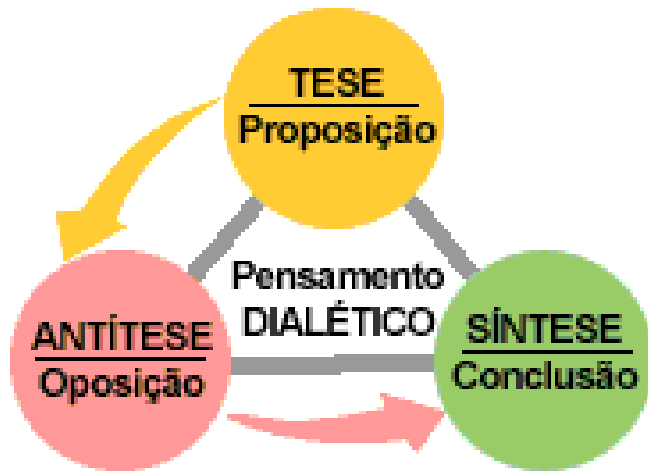 TESE
Proposição
Pensamento
DIALÉTICO
ANTÍTESE
Oposição
SÍNTESE
Conclusão